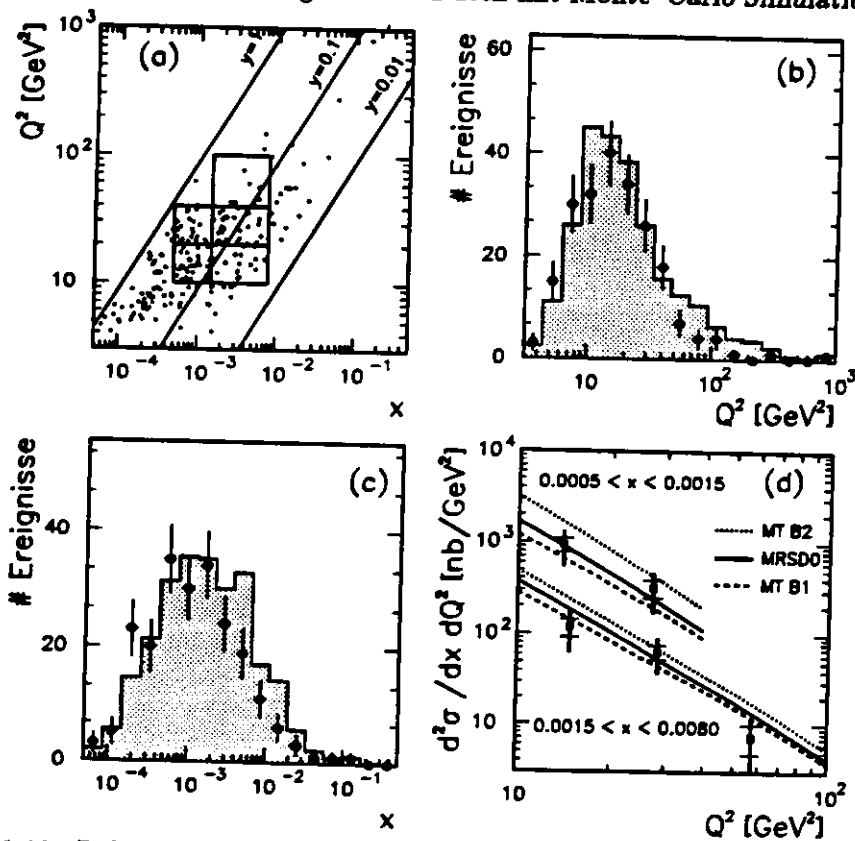 10³
Q² [GeV²]
10²
10
(a)
y=1
y=0.1
y=0.01
10⁻⁴ 10⁻³ 10⁻² 10⁻¹
x
60
40
20
0
# Ereignisse
(b)
10 10² 10³
Q² [GeV²]
40
20
0
# Ereignisse
(c)
10⁻⁴ 10⁻³ 10⁻² 10⁻¹
x
10⁴
10³
10²
10
d²σ/dx dQ² [nb/GeV²]
0.0005 < x < 0.0015
(d)
MT B2
MRSD0
MT B1
0.0015 < x < 0.0080
10 10²
Q² [GeV²]